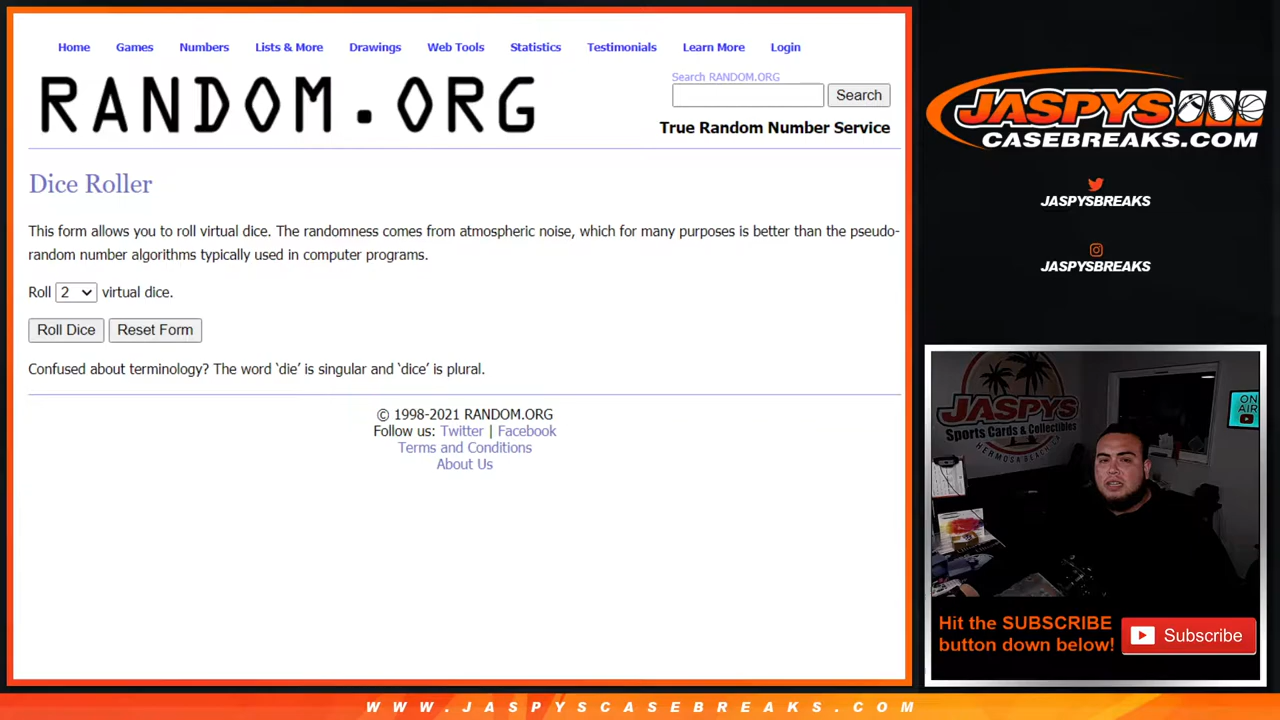 Home Games Numbers Lists & More Drawings Web Tools Statistics Testimonials Learn More Login
RANDOM.ORG
Search RANDOM.ORG
Search
True Random Number Service
Dice Roller
This form allows you to roll virtual dice. The randomness comes from atmospheric noise, which for many purposes is better than the pseudo-
random number algorithms typically used in computer programs.
Roll 2 virtual dice.
Roll Dice Reset Form
Confused about terminology? The word ‘die’ is singular and ‘dice’ is plural.
© 1998-2021 RANDOM.ORG
Follow us: Twitter | Facebook
Terms and Conditions
About Us
JASPYS
CASEBREAKS.COM
JASPYSBREAKS
JASPYSBREAKS
JASPYS
Sports Cards & Collectibles
HERMOSA BEACH, CA
ON
AIR
Hit the SUBSCRIBE
button down below!
Subscribe
WWW.JASPYSCASEBREAKS.COM